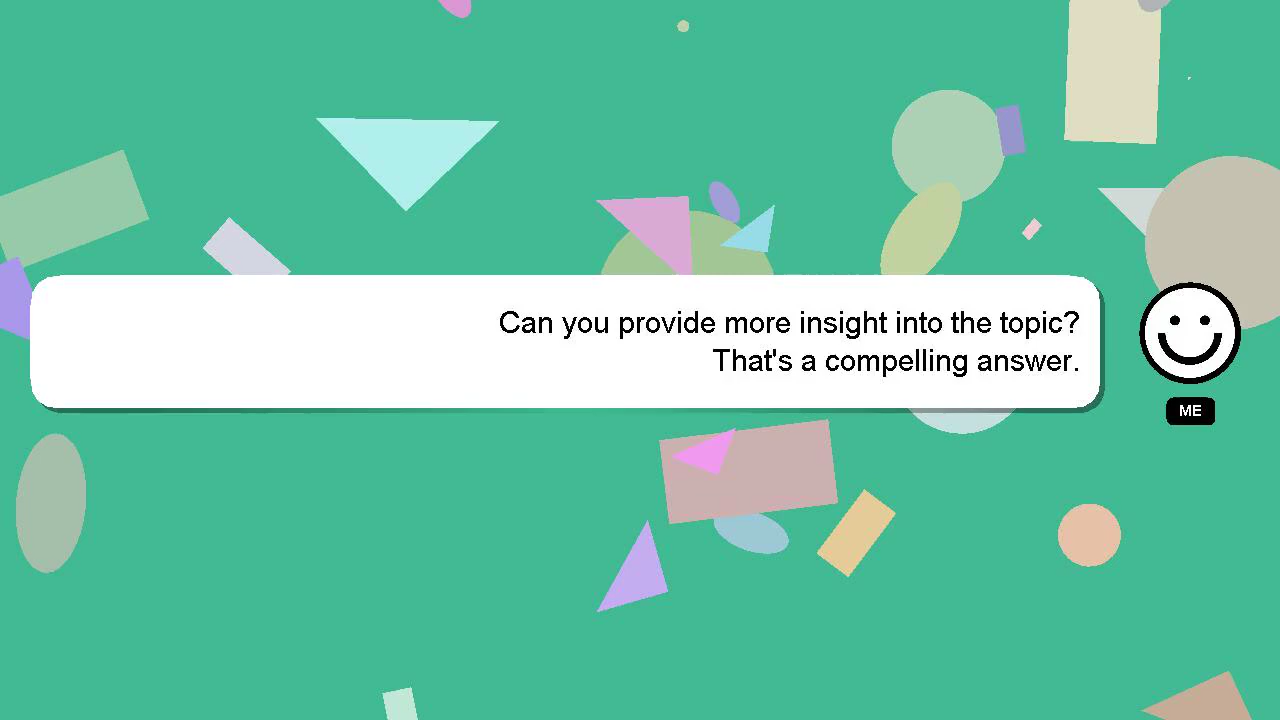 Can you provide more insight into the topic?
That's a compelling answer.
ME